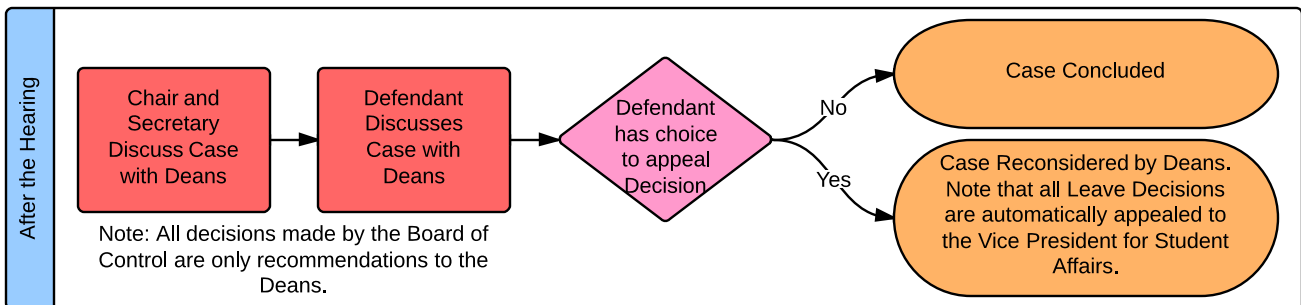 After the Hearing
Chair and
Secretary
Discuss Case
with Deans
Defendant
Discusses
Case with
Deans
Note: All decisions made by the Board of
Control are only recommendations to the
Deans.
Defendant
has choice
to appeal
Decision
No
Yes
Case Concluded
Case Reconsidered by Deans.
Note that all Leave Decisions
are automatically appealed to
the Vice President for Student
Affairs.